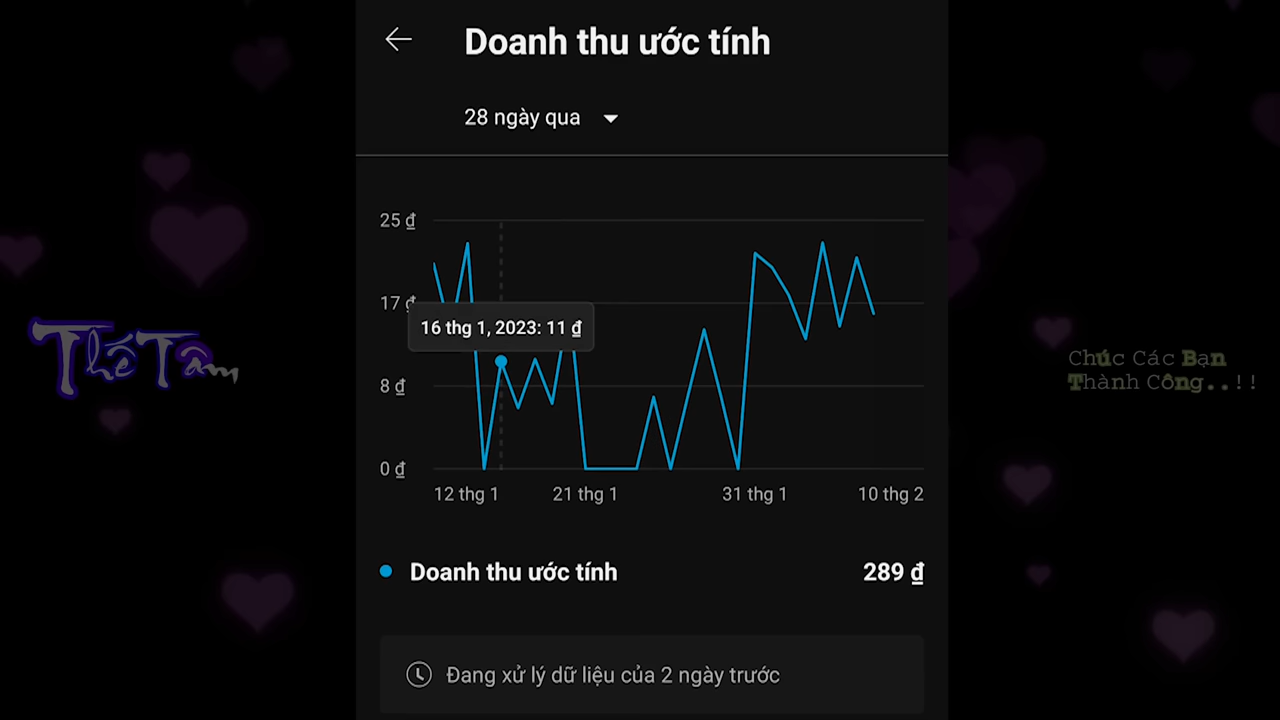 Doanh thu ước tính
28 ngày qua
25 ₫
17 ₫
16 thg 1, 2023: 11 ₫
8 ₫
0 ₫
12 thg 1
21 thg 1
31 thg 1
10 thg 2
Doanh thu ước tính
289 ₫
Đang xử lý dữ liệu của 2 ngày trước
Thế Tâm
Chúc Các Bạn
Thành Công..!!